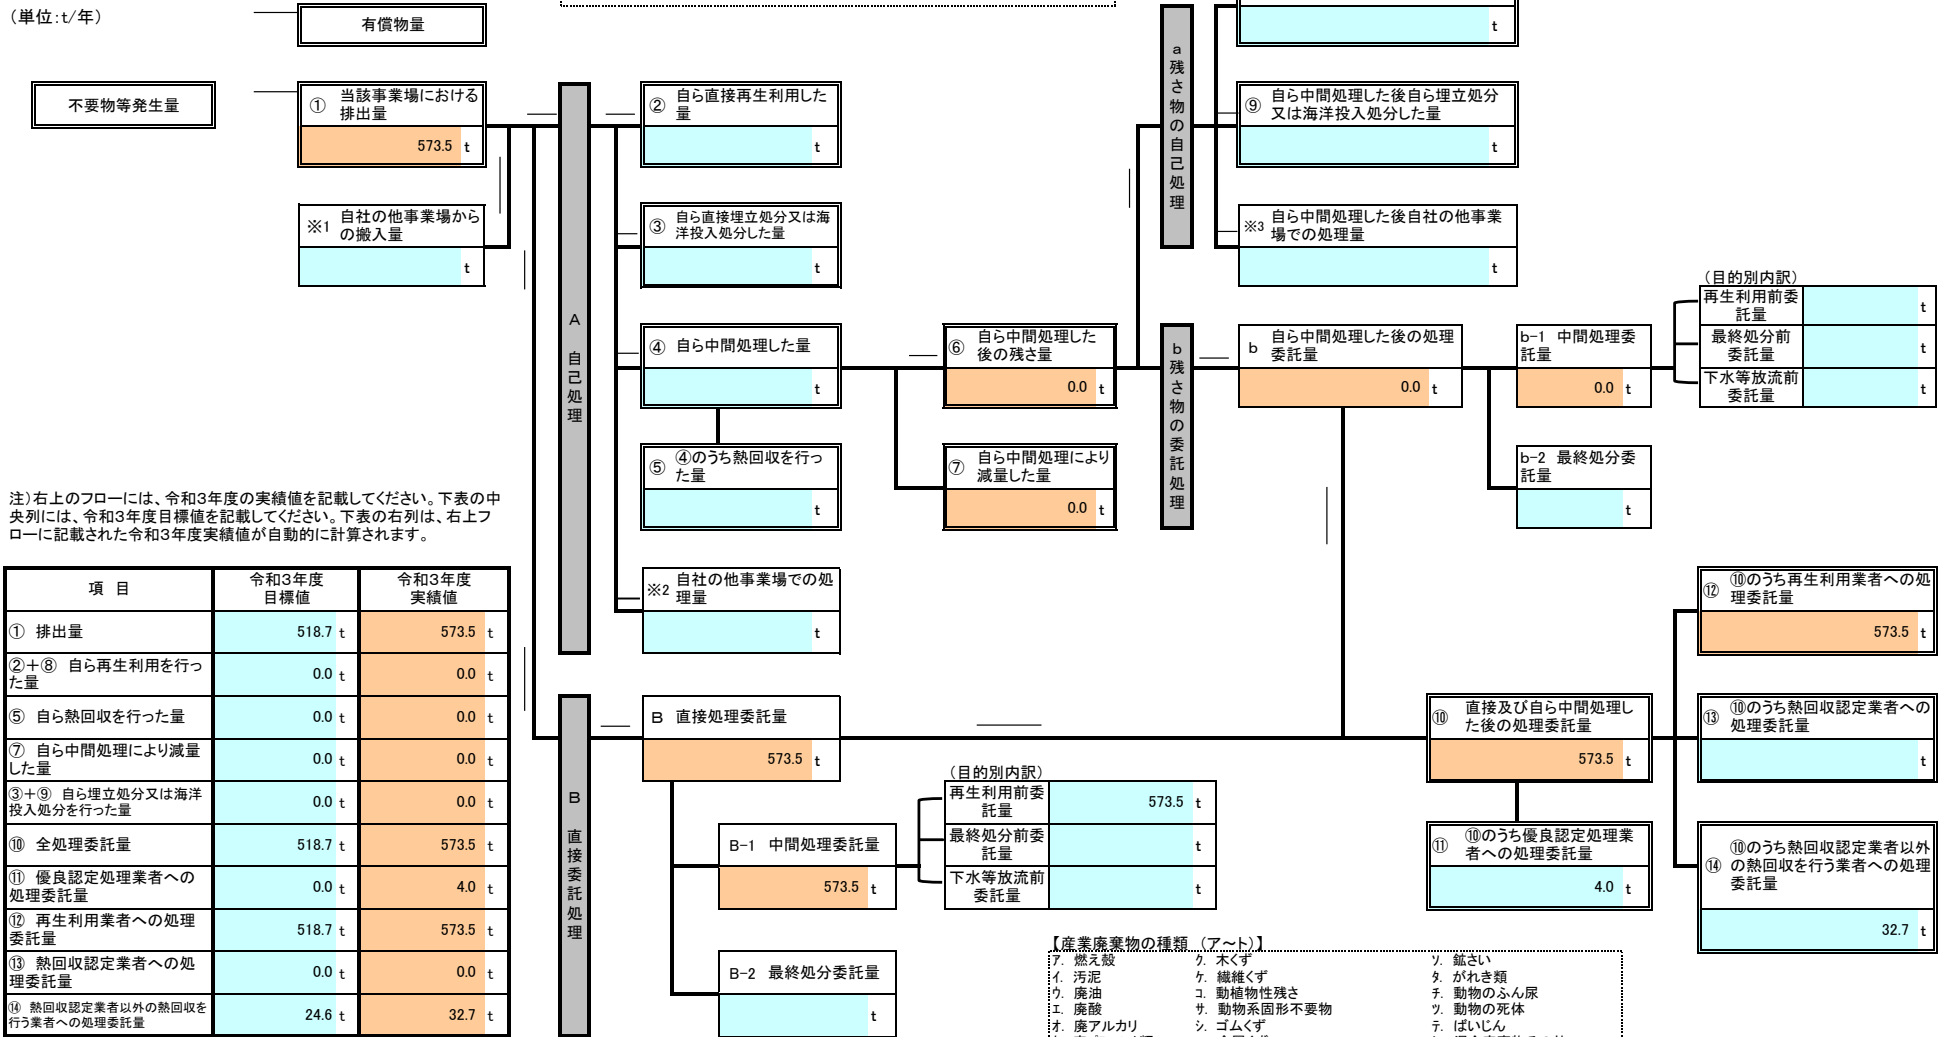 (単位:t/年)
有償物量
t
不要物等発生量
① 当該事業場における
排出量
573.5 t
※1 自社の他事業場から
の搬入量
t
A 自己処理
② 自ら直接再生利用した
量
t
③ 自ら直接埋立処分又は海
洋投入処分した量
t
④ 自ら中間処理した量
t
⑤ ④のうち熱回収を行っ
た量
t
※2 自社の他事業場での処
理量
t
⑥ 自ら中間処理した
後の残さ量
0.0 t
⑦ 自ら中間処理により
減量した量
0.0 t
a 残さ物の自己処理
⑨ 自ら中間処理した後自ら埋立処分
又は海洋投入処分した量
t
※3 自ら中間処理した後自社の他事業
場での処理量
t
b 残さ物の委託処理
b 自ら中間処理した後の処理
委託量
0.0 t
b-1 中間処理委
託量
0.0 t
b-2 最終処分委
託量
t
(目的別内訳)
再生利用前委
託量
t
最終処分前
委託量
t
下水等放流前
委託量
t
注)右上のフローには、令和3年度の実績値を記載してください。下表の中
央列には、令和3年度目標値を記載してください。下表の右列は、右上フ
ローに記載された令和3年度実績値が自動的に計算されます。
項 目 令和3年度 目標値 令和3年度 実績値
① 排出量 518.7 t 573.5 t
②+⑧ 自ら再生利用を行っ
た量 0.0 t 0.0 t
⑤ 自ら熱回収を行った量 0.0 t 0.0 t
⑦ 自ら中間処理により減量
した量 0.0 t 0.0 t
③+⑨ 自ら埋立処分又は海洋
投入処分を行った量 0.0 t 0.0 t
⑩ 全処理委託量 518.7 t 573.5 t
⑪ 優良認定処理業者への
処理委託量 0.0 t 4.0 t
⑫ 再生利用業者への処理
委託量 518.7 t 573.5 t
⑬ 熱回収認定業者への処
理委託量 0.0 t 0.0 t
⑭ 熱回収認定業者以外の熱回収を
行う業者への処理委託量 24.6 t 32.7 t
B 直接委託処理
B 直接処理委託量
573.5 t
B-1 中間処理委託量
573.5 t
B-2 最終処分委託量
t
(目的別内訳)
再生利用前委
託量
573.5 t
最終処分前委
託量
t
下水等放流前
委託量
t
⑩ 直接及び自ら中間処理し
た後の処理委託量
573.5 t
⑪ ⑩のうち優良認定処理業
者への処理委託量
4.0 t
⑫ ⑩のうち再生利用業者への処
理委託量
573.5 t
⑬ ⑩のうち熱回収認定業者への
処理委託量
t
⑭ ⑩のうち熱回収認定業者以外
の熱回収を行う業者への処理
委託量
32.7 t
【産業廃棄物の種類 (ア~ト)】
ア. 燃え殻 ク. 木くず ソ. 鉱さい
イ. 汚泥 ケ. 繊維くず タ. がれき類
ウ. 廃油 コ. 動植物性残さ チ. 動物のふん尿
エ. 廃酸 サ. 動物系固形不要物 ツ. 動物の死体
オ. 廃アルカリ シ. ゴムくず テ. ばいじん